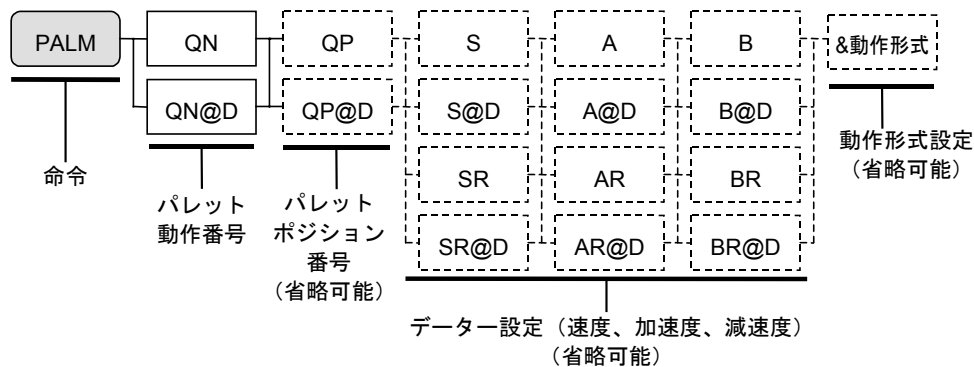 PALM QN QP S A B &動作形式
QN@D QP@D S@D A@D B@D
SR AR BR
SR@D AR@D BR@D
命令
パレット
動作番号
パレット
ポジション
番号
（省略可能）
動作形式設定
（省略可能）
データー設定（速度、加速度、減速度）
（省略可能）